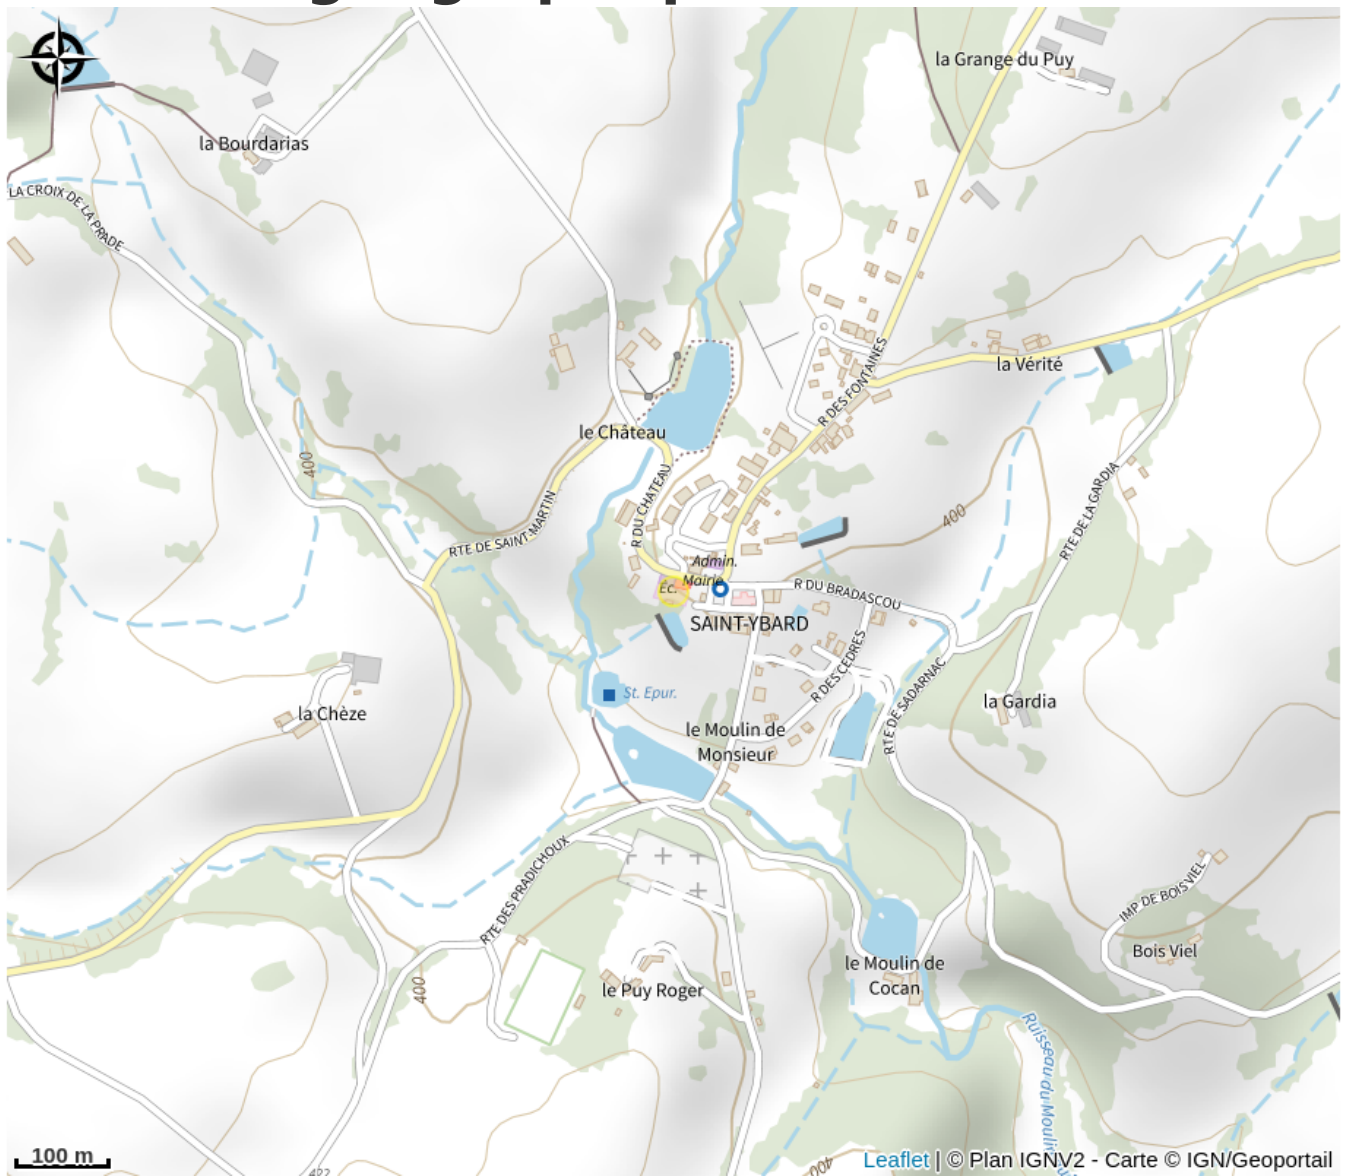 la Grange du Puy
la Bourdarias
LA CROIX DE LA PRADE
R DES FONTAINES
la Vérité
le Château
400
R DU CHATEAU
RTE DE SAINT-MARTIN
400
RTE DE LA GARDIA
Admin.
Mairie
Ec.
R DU BRADASCOU
SAINT-YBARD
R DES CEDRES
RTE DE SADARNAC
St. Epur.
la Gardia
la Chèze
le Moulin de
Monsieur
RTE DES PRADICHOUX
IMP DE BOIS VIEL
Bois Viel
le Moulin de
Cocan
400
le Puy Roger
Ruisseau du Moulin
100 m
422
400
Leaflet | © Plan IGNV2 - Carte © IGN/Geoportail